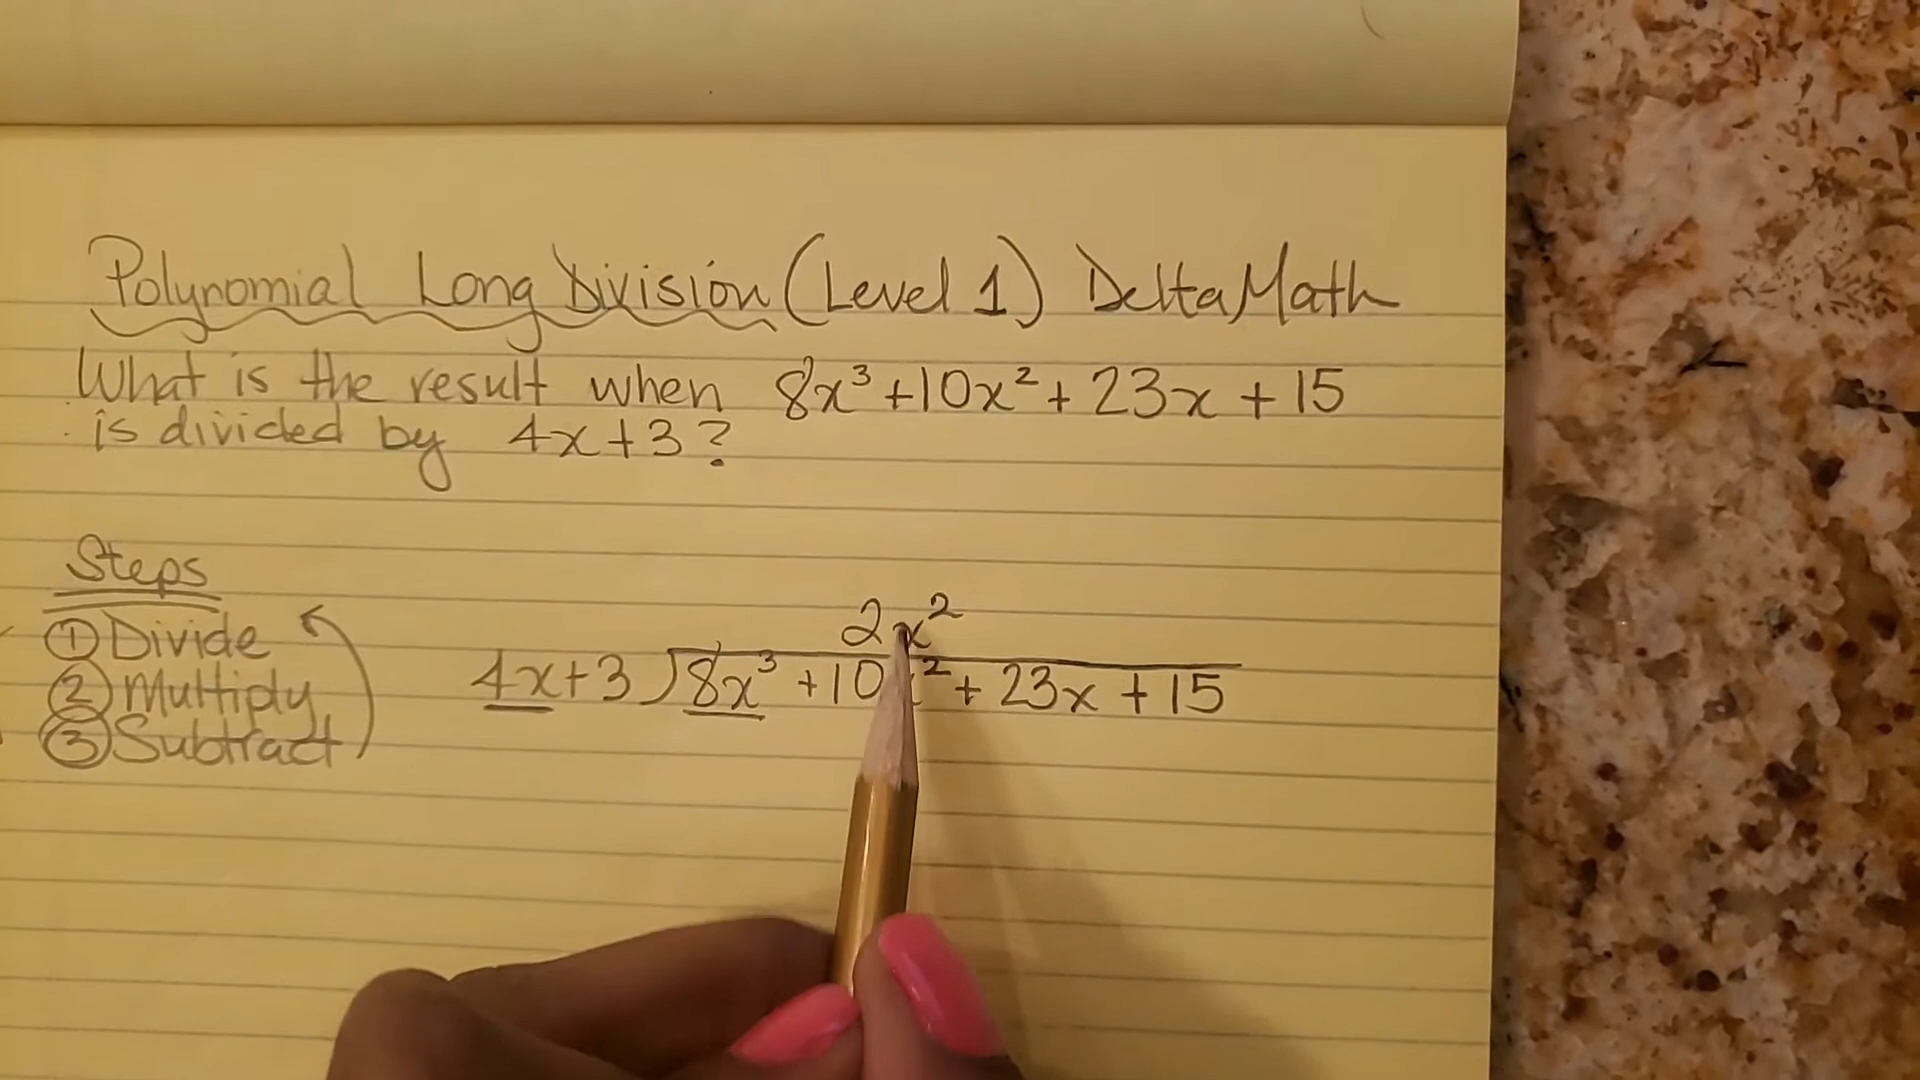 Polynomial Long Division (Level 1) DeltaMath
What is the result when 8x³ + 10x² + 23x + 15
is divided by 4x + 3?
Steps
① Divide
② Multiply
③ Subtract
2x²
4x + 3 ) 8x³ + 10x² + 23x + 15